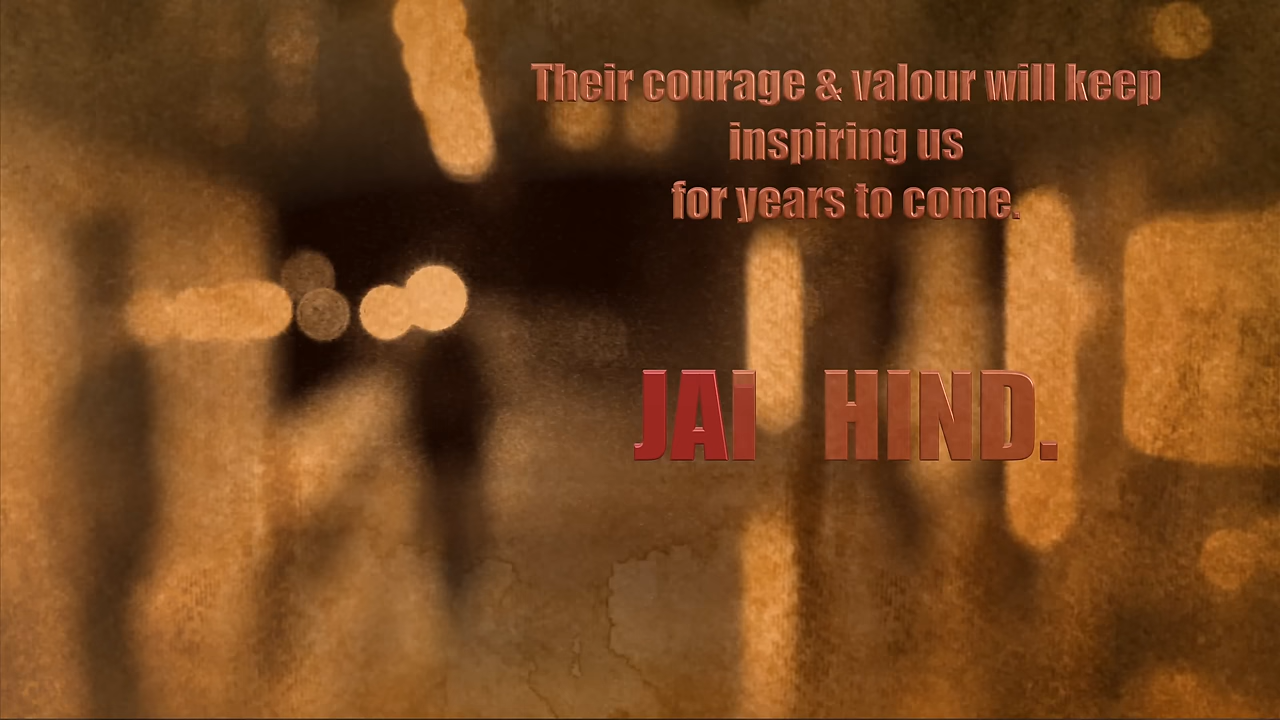 Their courage & valour will keep
inspiring us
for years to come.
JAI HIND.